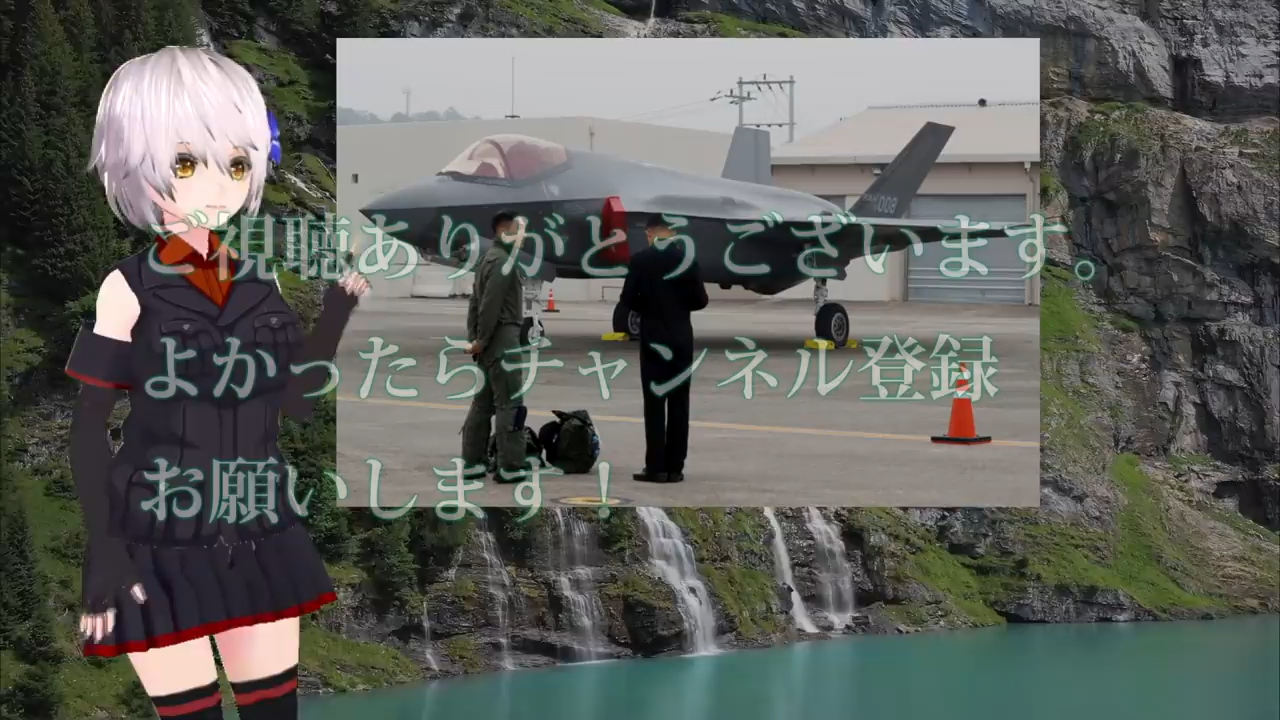 ご視聴ありがとうございます。
よかったらチャンネル登録
お願いします！
008